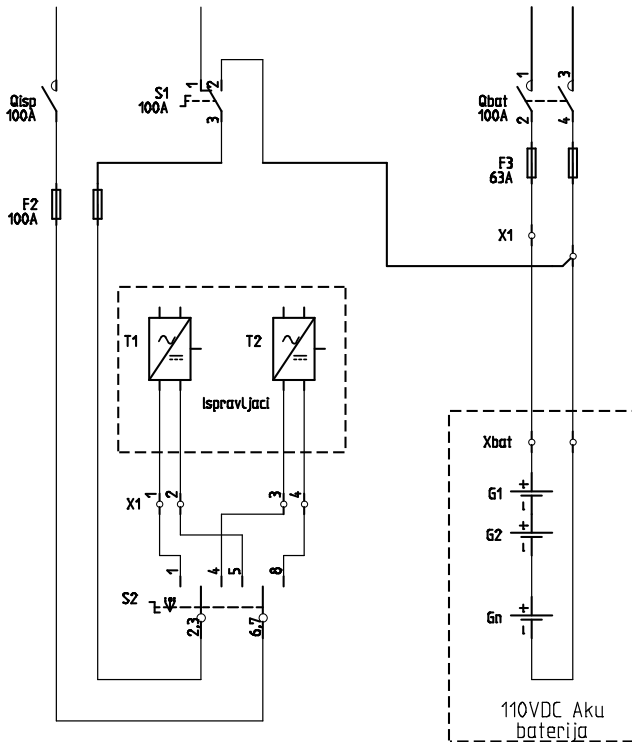 Qisp
100A
S1
100A
1
2
3
Qbat
100A
1
3
2
4
F2
100A
F3
63A
X1
T1
T2
Ispravljaci
X1
1
2
3
4
1
4
5
8
S2
2,3
6,7
Xbat
G1
+
G2
+
Gn
+
110VDC Aku
baterija